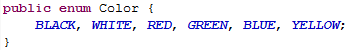 public enum Color {
    BLACK, WHITE, RED, GREEN, BLUE, YELLOW;
}